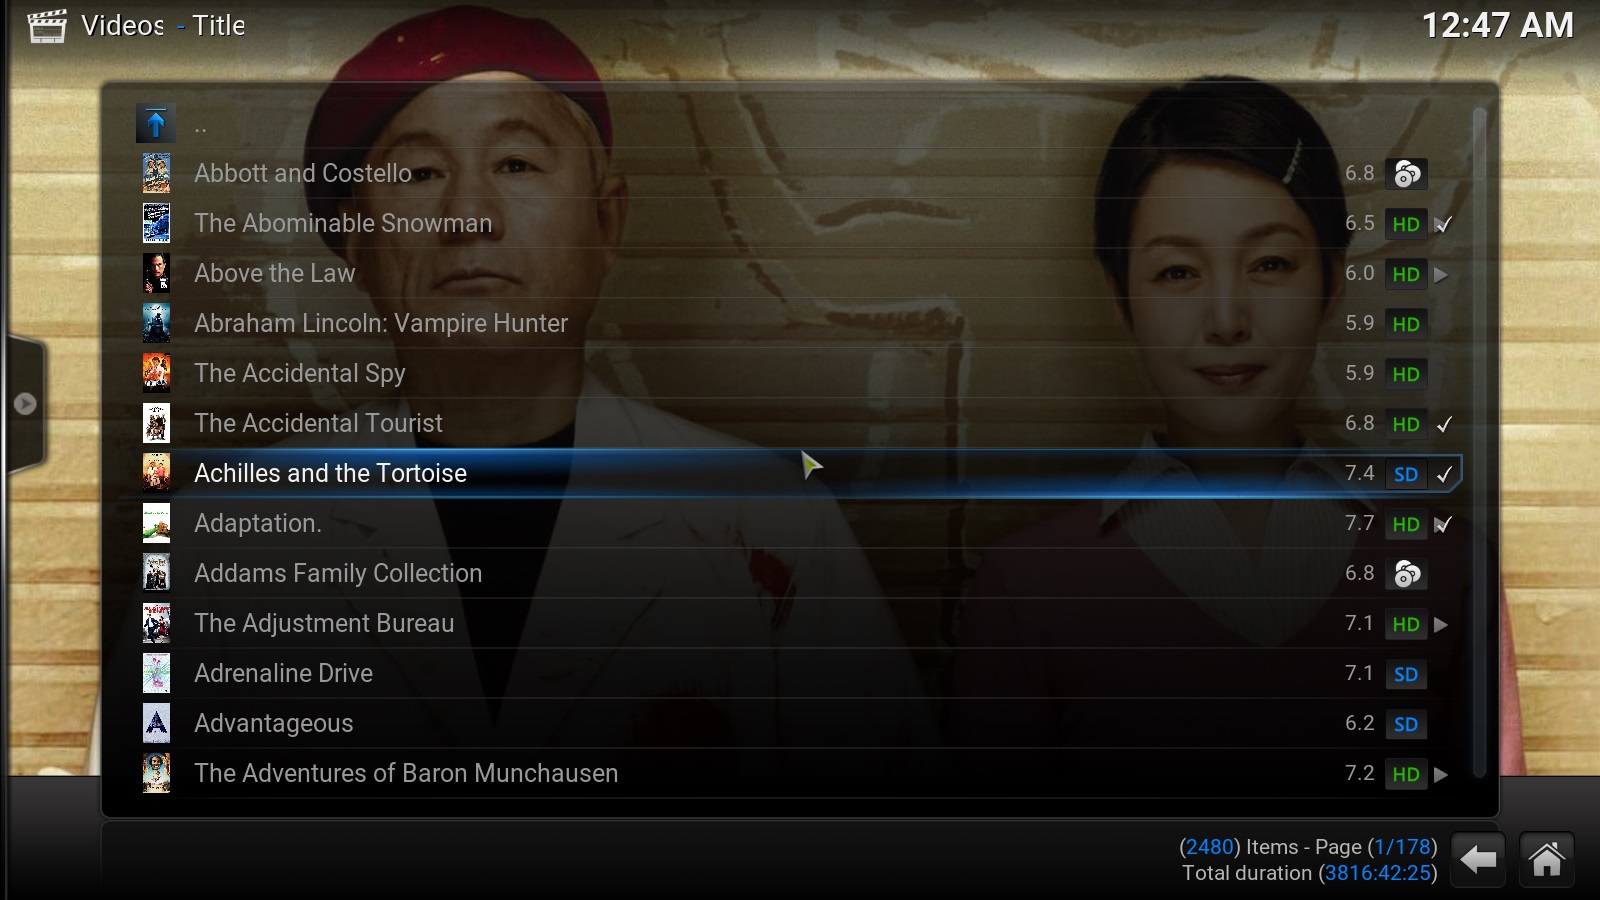 Videos - Title
12:47 AM
..
Abbott and Costello 6.8
The Abominable Snowman 6.5 HD
Above the Law 6.0 HD
Abraham Lincoln: Vampire Hunter 5.9 HD
The Accidental Spy 5.9 HD
The Accidental Tourist 6.8 HD
Achilles and the Tortoise 7.4 SD
Adaptation. 7.7 HD
Addams Family Collection 6.8
The Adjustment Bureau 7.1 HD
Adrenaline Drive 7.1 SD
Advantageous 6.2 SD
The Adventures of Baron Munchausen 7.2 HD
(2480) Items - Page (1/178)
Total duration (3816:42:25)